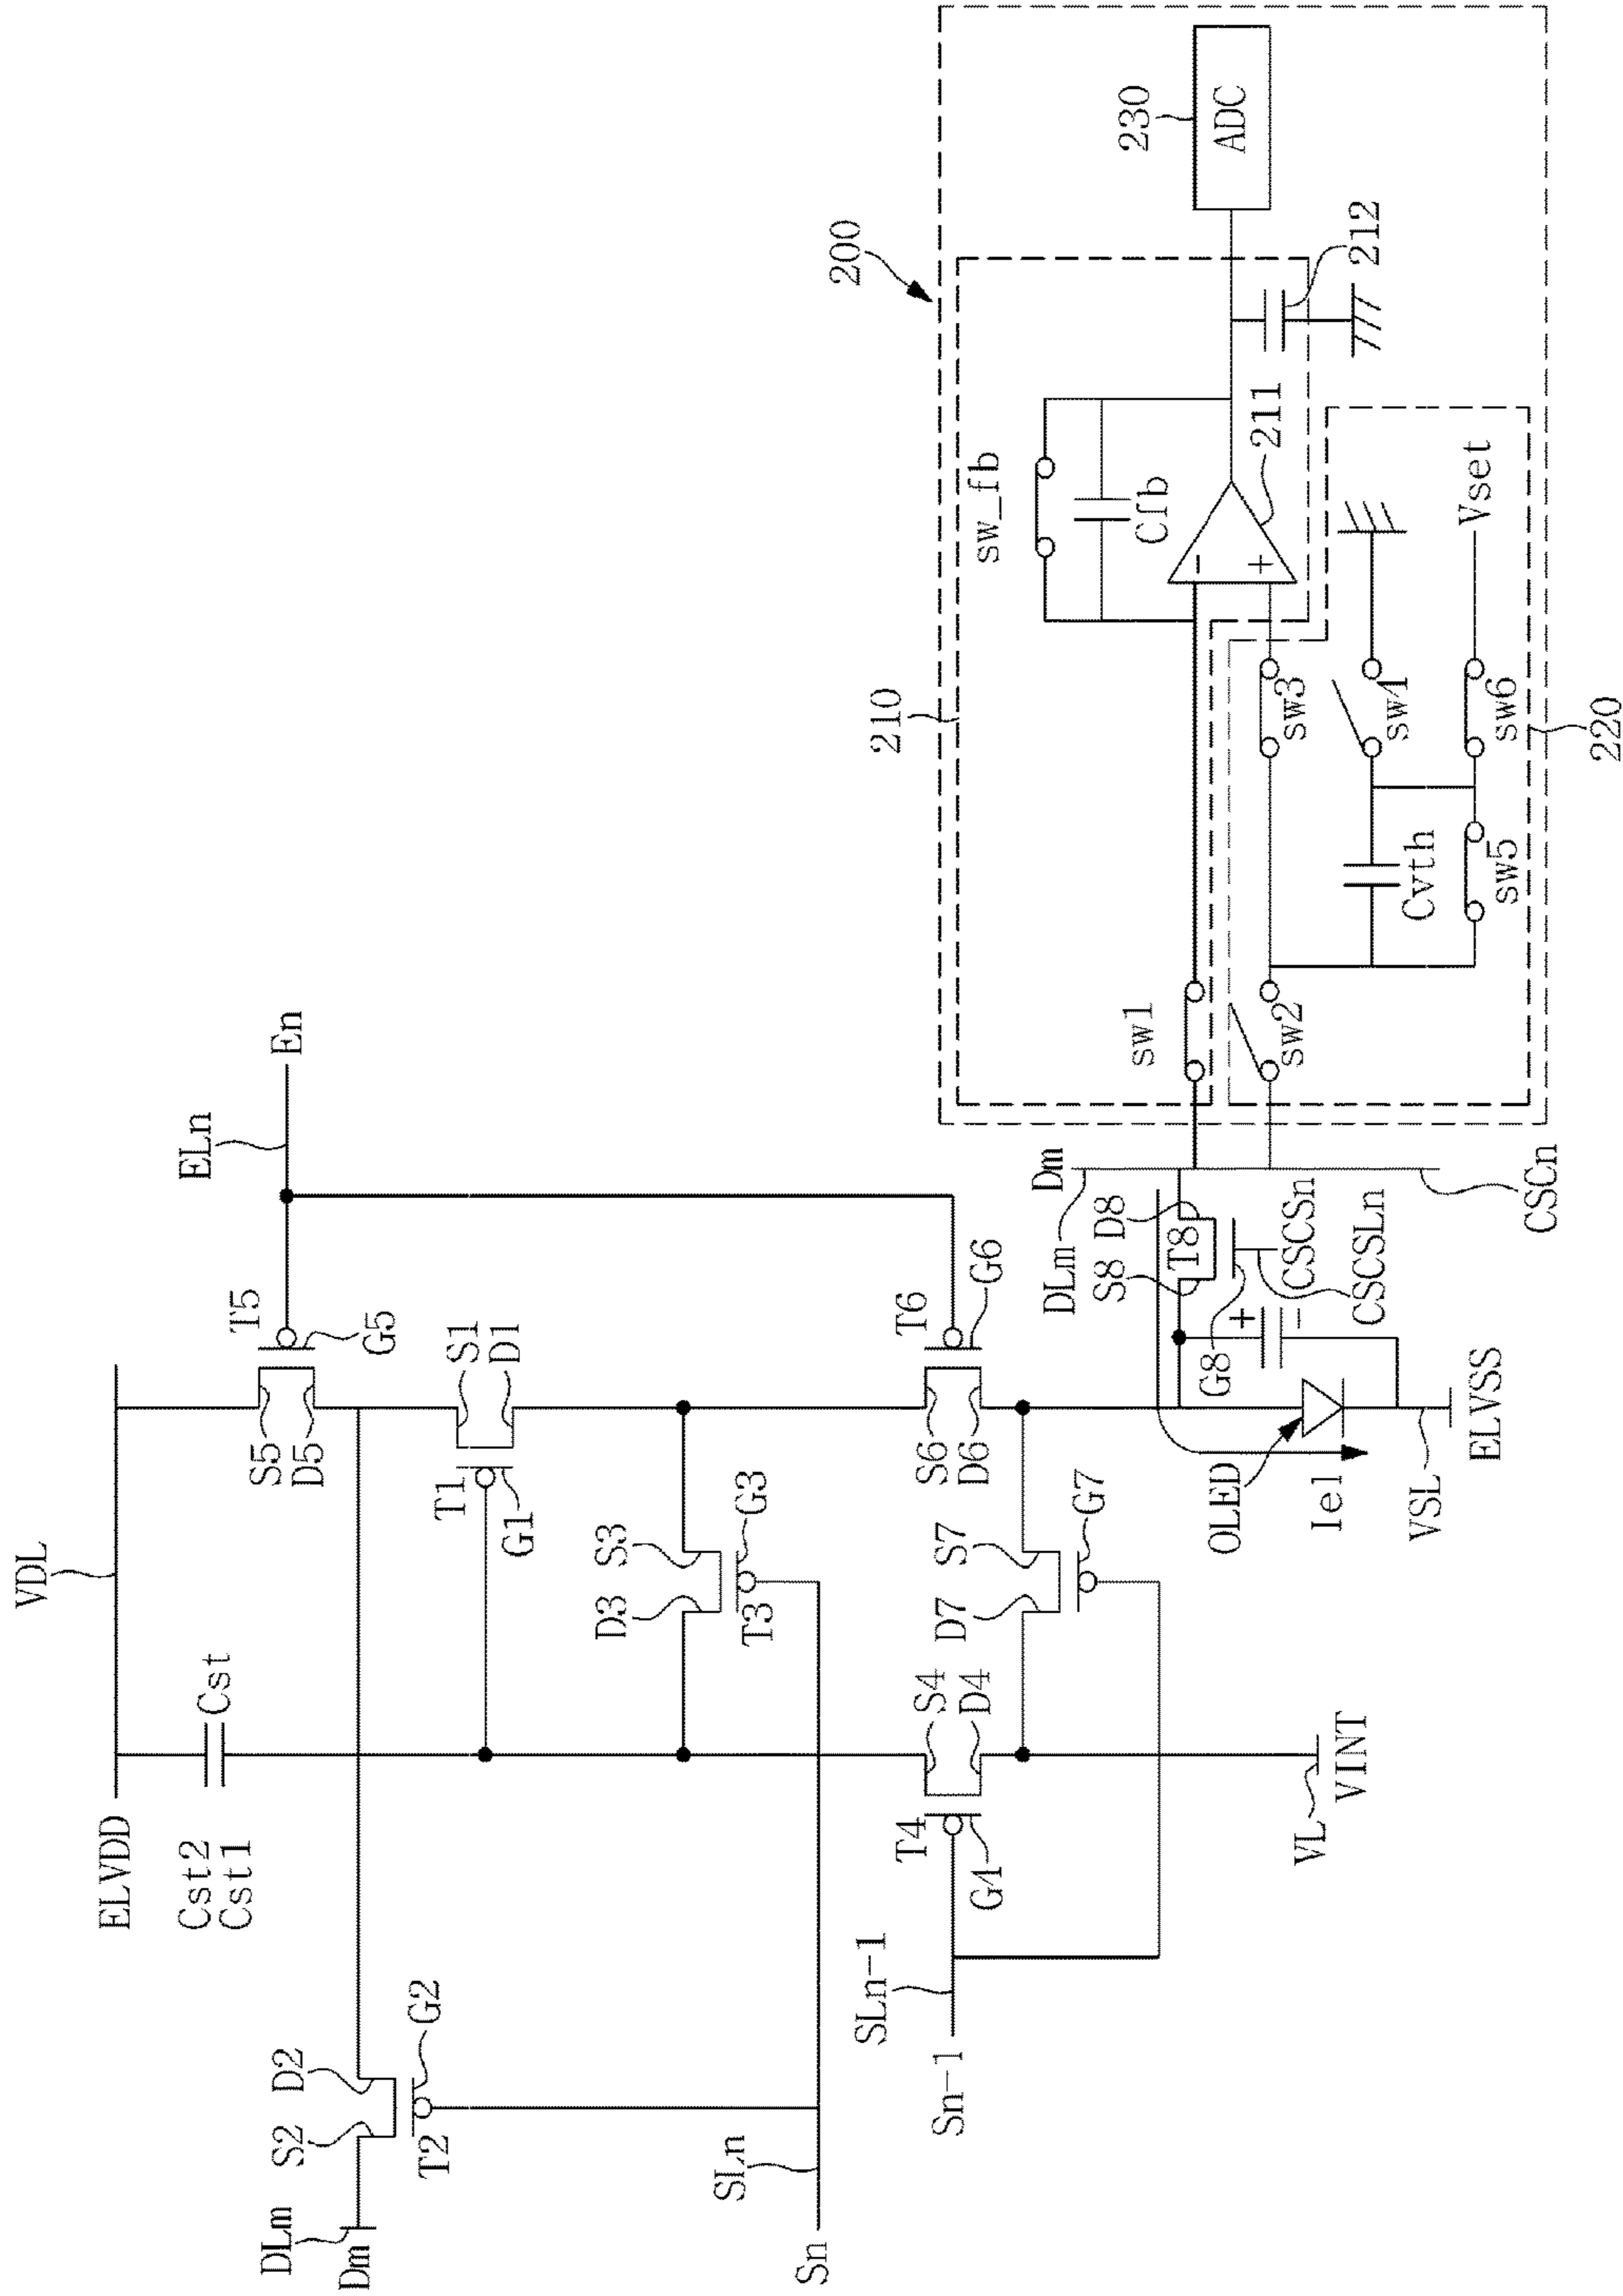 200
230
ADC
210
sw_fb
Cfb
211
212
sw1
sw2
sw3
sw4
Vset
Cvth
sw5
sw6
220
ELn
En
VDL
T5
G5
S5
D5
S1
D1
T1
G1
T6
G6
S6
D6
Dm
DLm
S8
D8
T8
G8
CSCSn
CSCSLn
CSCn
+
-
OLED
Iel
VSL
ELVSS
Cst
ELVDD
Cst2
Cst1
D3
S3
T3
G3
D7
S7
G7
T4
G4
S4
D4
VL
VINT
S2
D2
G2
T2
DLm
Dm
SLn
Sn
SLn-1
Sn-1
-
+